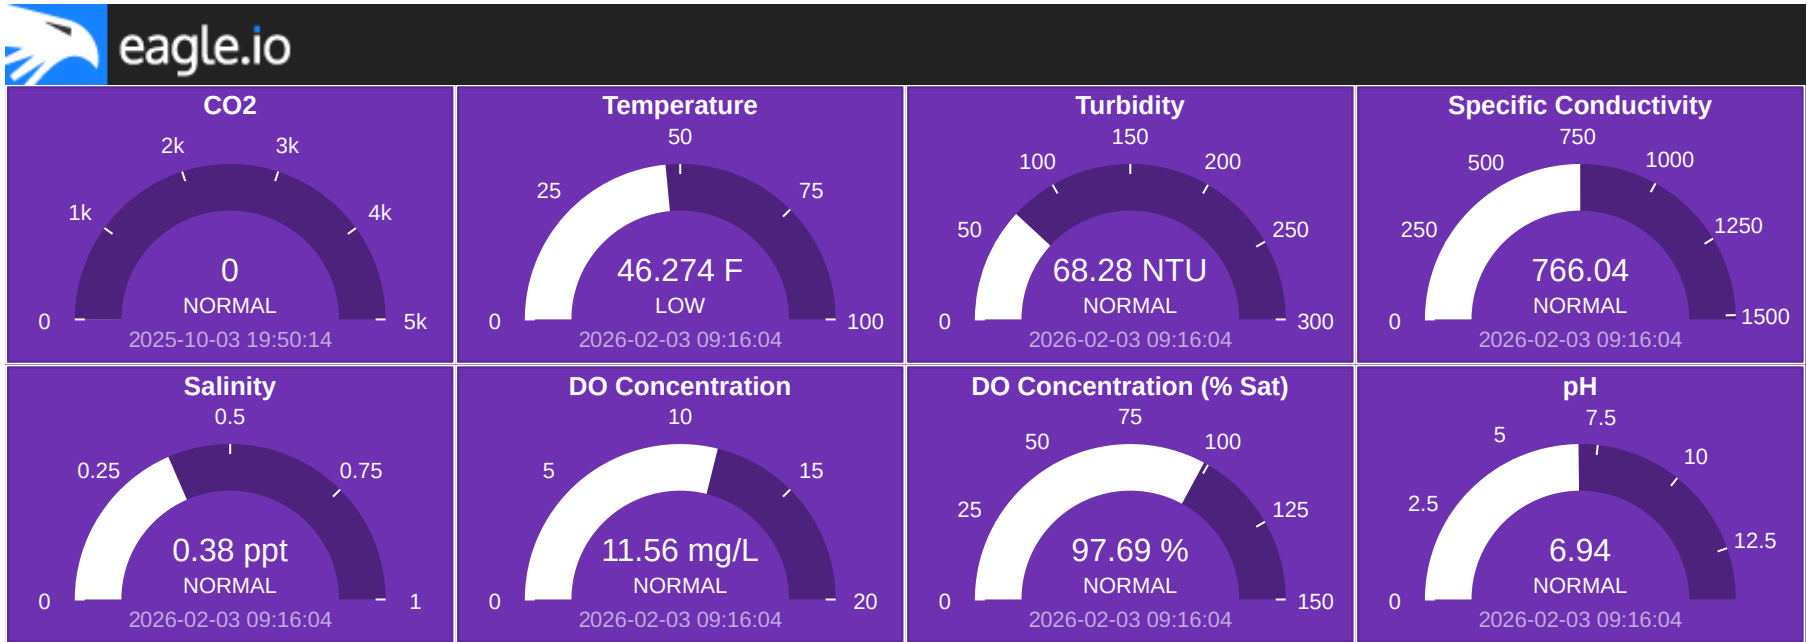 eagle.io
CO2
2k
3k
1k
4k
0
5k
0
NORMAL
2025-10-03 19:50:14
Temperature
50
25
75
0
100
46.274 F
LOW
2026-02-03 09:16:04
Turbidity
150
100
200
50
250
0
300
68.28 NTU
NORMAL
2026-02-03 09:16:04
Specific Conductivity
750
500
1000
250
1250
0
1500
766.04
NORMAL
2026-02-03 09:16:04
Salinity
0.5
0.25
0.75
0
1
0.38 ppt
NORMAL
2026-02-03 09:16:04
DO Concentration
10
5
15
0
20
11.56 mg/L
NORMAL
2026-02-03 09:16:04
DO Concentration (% Sat)
75
50
100
25
125
0
150
97.69 %
NORMAL
2026-02-03 09:16:04
pH
7.5
5
10
2.5
12.5
0
6.94
NORMAL
2026-02-03 09:16:04